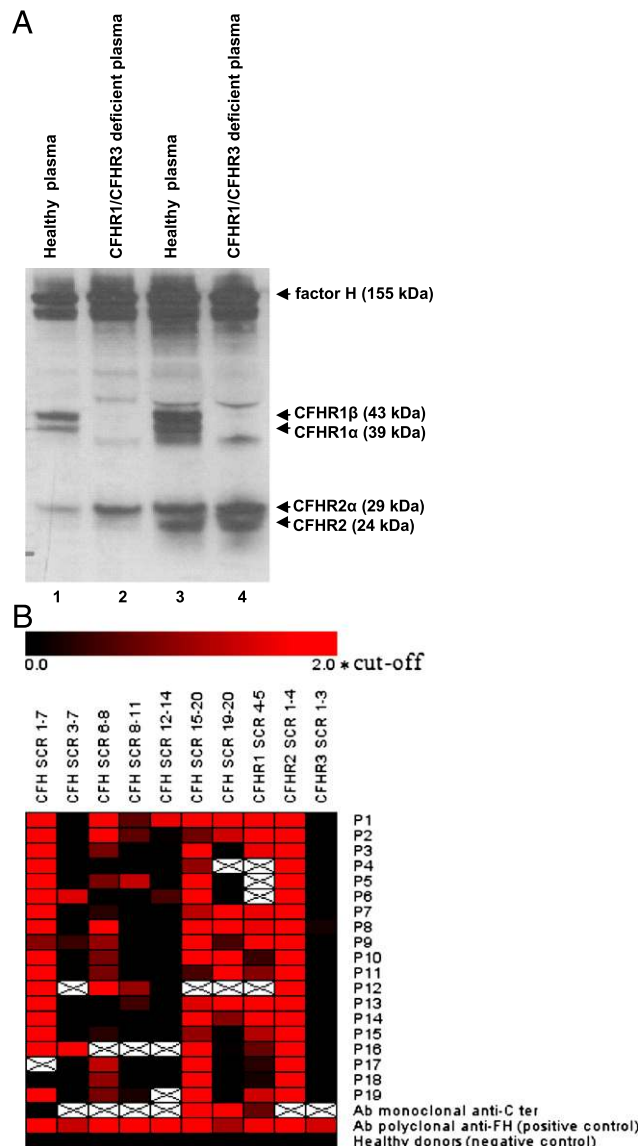 A
Healthy plasma
CFHR1/CFHR3 deficient plasma
Healthy plasma
CFHR1/CFHR3 deficient plasma
factor H (155 kDa)
CFHR1β (43 kDa)
CFHR1α (39 kDa)
CFHR2α (29 kDa)
CFHR2 (24 kDa)
1 2 3 4
B
0.0 2.0 * cut-off
CFH SCR 1-7
CFH SCR 3-7
CFH SCR 6-8
CFH SCR 8-11
CFH SCR 12-14
CFH SCR 15-20
CFH SCR 19-20
CFHR1 SCR 4-5
CFHR2 SCR 1-4
CFHR3 SCR 1-3
P1
P2
P3
P4
P5
P6
P7
P8
P9
P10
P11
P12
P13
P14
P15
P16
P17
P18
P19
Ab monoclonal anti-C ter
Ab polyclonal anti-FH (positive control)
Healthy donors (negative control)